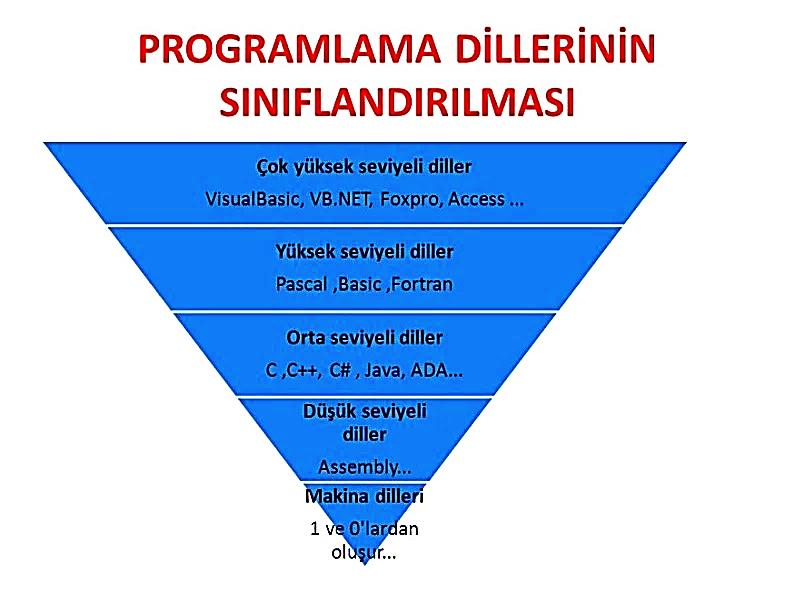 PROGRAMLAMA DİLLERİNİN
SINIFLANDIRILMASI
Çok yüksek seviyeli diller
VisualBasic, VB.NET, Foxpro, Access ...
Yüksek seviyeli diller
Pascal ,Basic ,Fortran
Orta seviyeli diller
C ,C++, C# , Java, ADA...
Düşük seviyeli
diller
Assembly...
Makina dilleri
1 ve 0'lardan
oluşur...